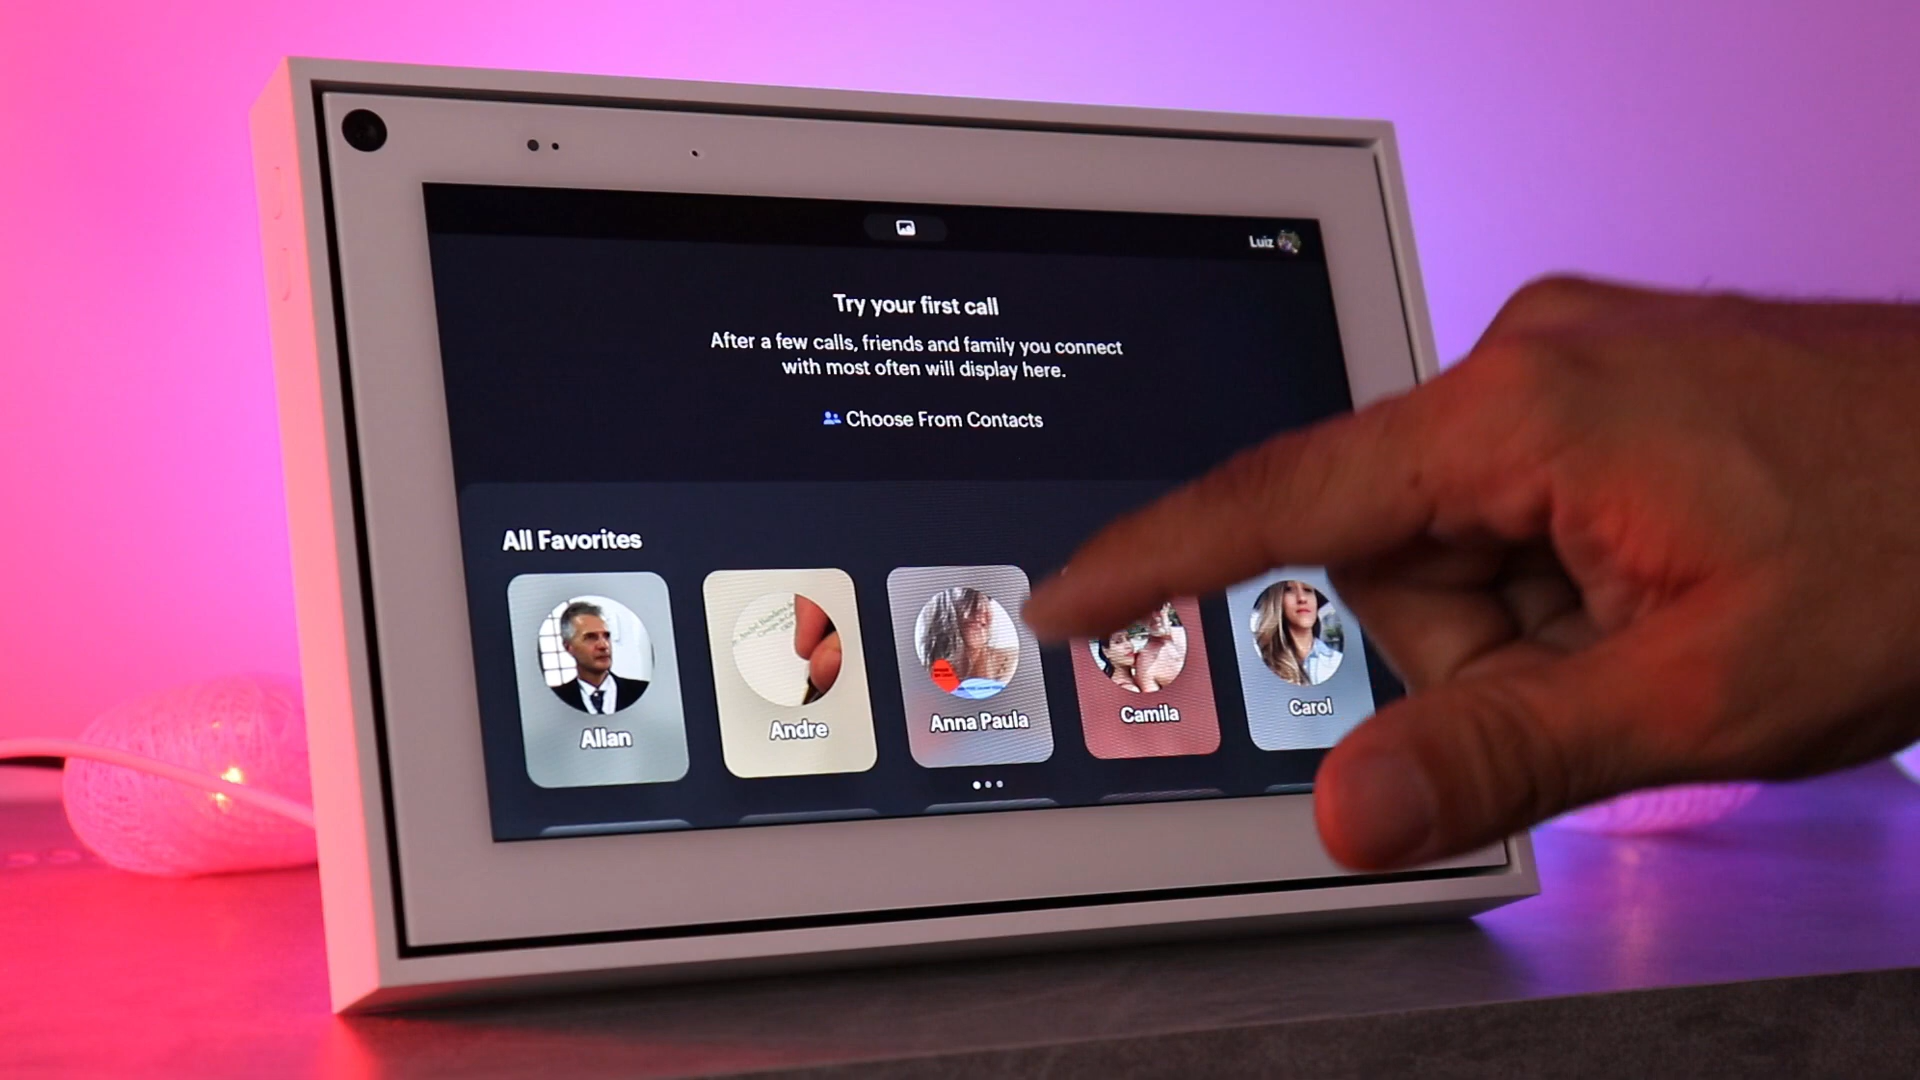 Luiz
Try your first call
After a few calls, friends and family you connect
with most often will display here.
Choose From Contacts
All Favorites
Allan
Andre
Anna Paula
Camila
Carol